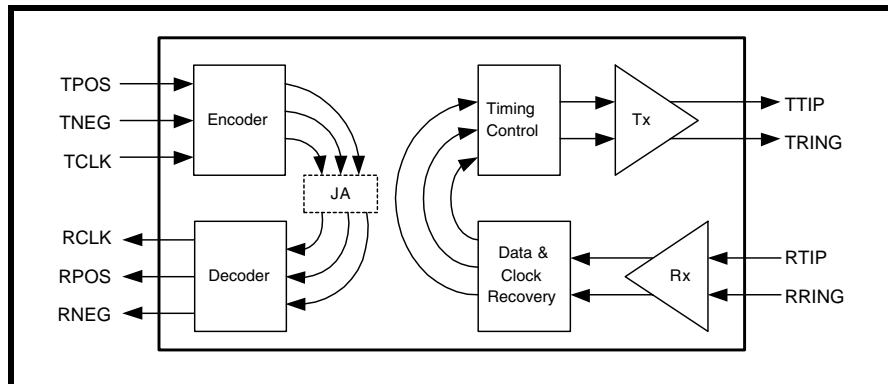 TPOS
TNEG
TCLK
Encoder
JA
RCLK
RPOS
RNEG
Decoder
Timing
Control
Tx
TTIP
TRING
Data &
Clock
Recovery
Rx
RTIP
RRING